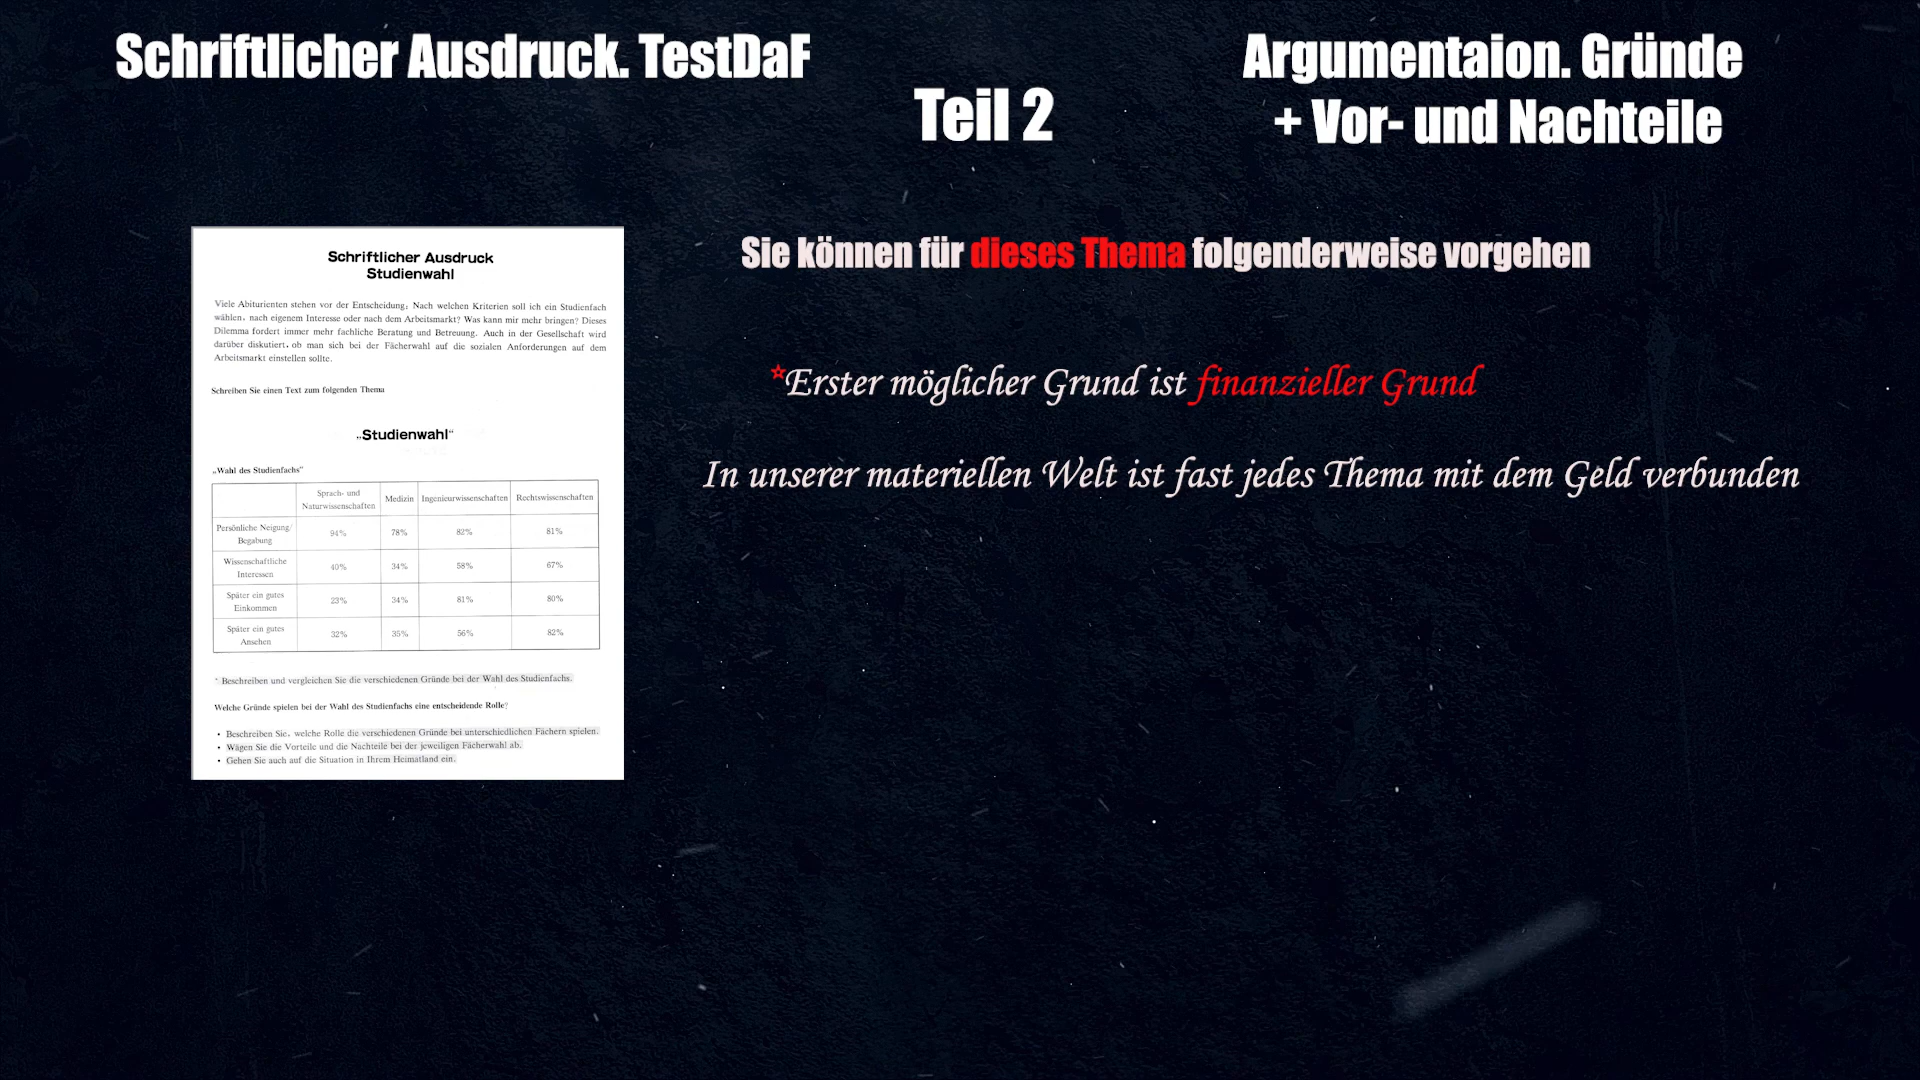 Schriftlicher Ausdruck. TestDaF
Teil 2
Argumentaion. Gründe
+ Vor- und Nachteile
Schriftlicher Ausdruck
Studienwahl
Viele Abiturienten stehen vor der Entscheidung: Nach welchen Kriterien soll ich ein Studienfach
wählen, nach eigenem Interesse oder nach dem Arbeitsmarkt? Was kann mir mehr bringen? Dieses
Dilemma fordert immer mehr fachliche Beratung und Betreuung. Auch in der Gesellschaft wird
darüber diskutiert, ob man sich bei der Fächerwahl auf die sozialen Anforderungen auf dem
Arbeitsmarkt einstellen sollte.
Schreiben Sie einen Text zum folgenden Thema
„Studienwahl“
„Wahl des Studienfachs“
Sprach- und
Naturwissenschaften
Medizin
Ingenieurwissenschaften
Rechtswissenschaften
Persönliche Neigung/
Begabung
94%
78%
82%
81%
Wissenschaftliche
Interessen
40%
34%
58%
67%
Später ein gutes
Einkommen
23%
34%
81%
80%
Später ein gutes
Ansehen
32%
35%
56%
82%
* Beschreiben und vergleichen Sie die verschiedenen Gründe bei der Wahl des Studienfachs.
Welche Gründe spielen bei der Wahl des Studienfachs eine entscheidende Rolle?
• Beschreiben Sie, welche Rolle die verschiedenen Gründe bei unterschiedlichen Fächern spielen.
• Wägen Sie die Vorteile und die Nachteile bei der jeweiligen Fächerwahl ab.
• Gehen Sie auch auf die Situation in Ihrem Heimatland ein.
Sie können für dieses Thema folgenderweise vorgehen
*Erster möglicher Grund ist finanzieller Grund
In unserer materiellen Welt ist fast jedes Thema mit dem Geld verbunden